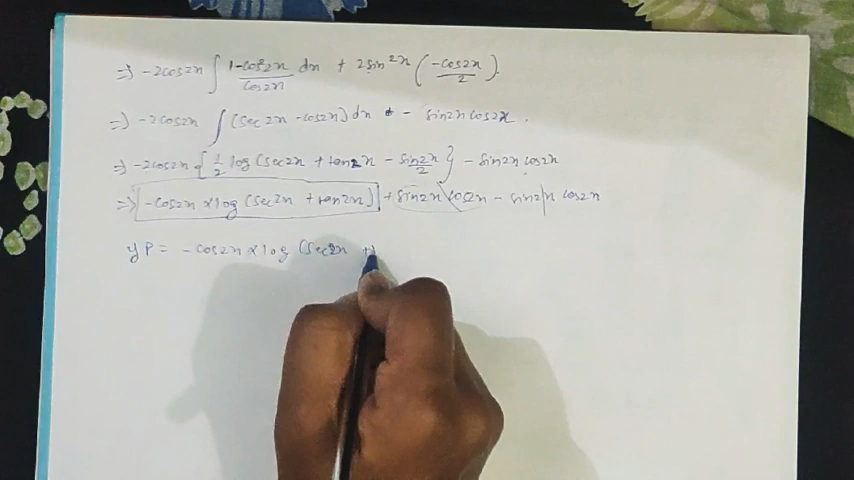 => -2cos2x ∫ 1-cos²2x/cos2x dx + 2sin2x (-cos2x/2).
=> -2cos2x ∫ (sec2x - cos2x) dx - sin2x cos2x.
=> -2cos2x { 1/2 log (sec2x + tan2x - sin2x/2 } - sin2x cos2x
=> -cos2x x log (sec2x + tan2x) + sin2x cos2x - sin2x cos2x
yP = -cos2x x log (sec2x +